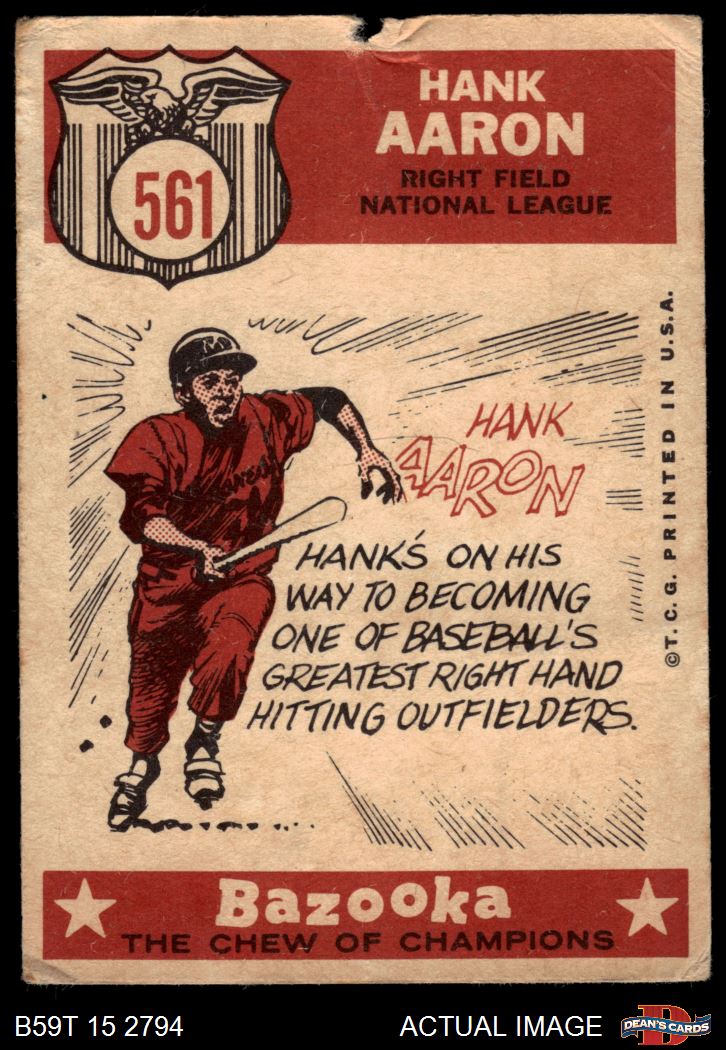 561
HANK
AARON
RIGHT FIELD
NATIONAL LEAGUE
M
HANK
AARON
HANK'S ON HIS
WAY TO BECOMING
ONE OF BASEBALL'S
GREATEST RIGHT HAND
HITTING OUTFIELDERS.
© T.C.G. PRINTED IN U.S.A.
Bazooka
THE CHEW OF CHAMPIONS
B59T 15 2794
ACTUAL IMAGE
D
DEAN'S CARDS